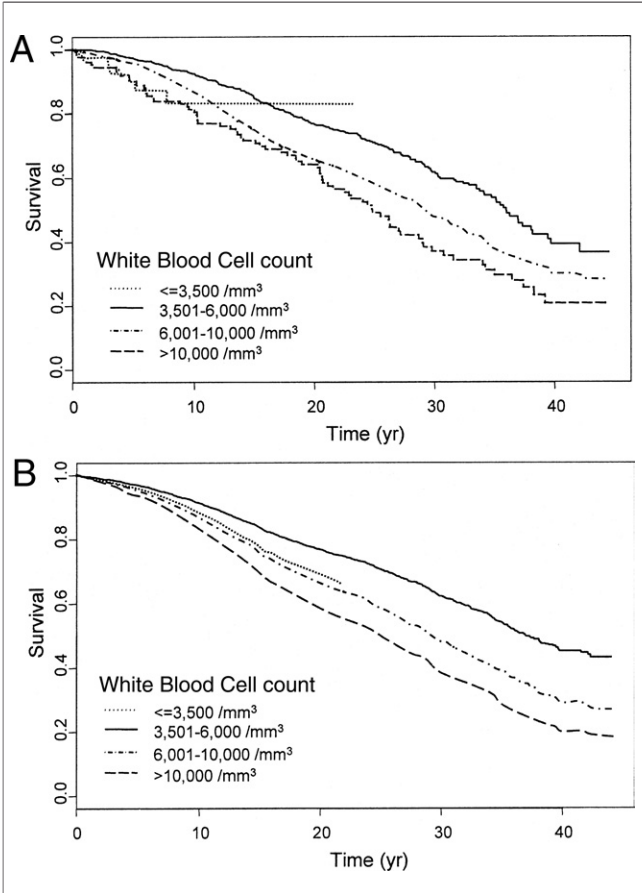 A
1.0
0.8
0.6
0.4
0.2
0.0
Survival
White Blood Cell count
<=3,500 /mm³
3,501-6,000 /mm³
6,001-10,000 /mm³
>10,000 /mm³
0 10 20 30 40
Time (yr)
B
1.0
0.8
0.6
0.4
0.2
0.0
Survival
White Blood Cell count
<=3,500 /mm³
3,501-6,000 /mm³
6,001-10,000 /mm³
>10,000 /mm³
0 10 20 30 40
Time (yr)